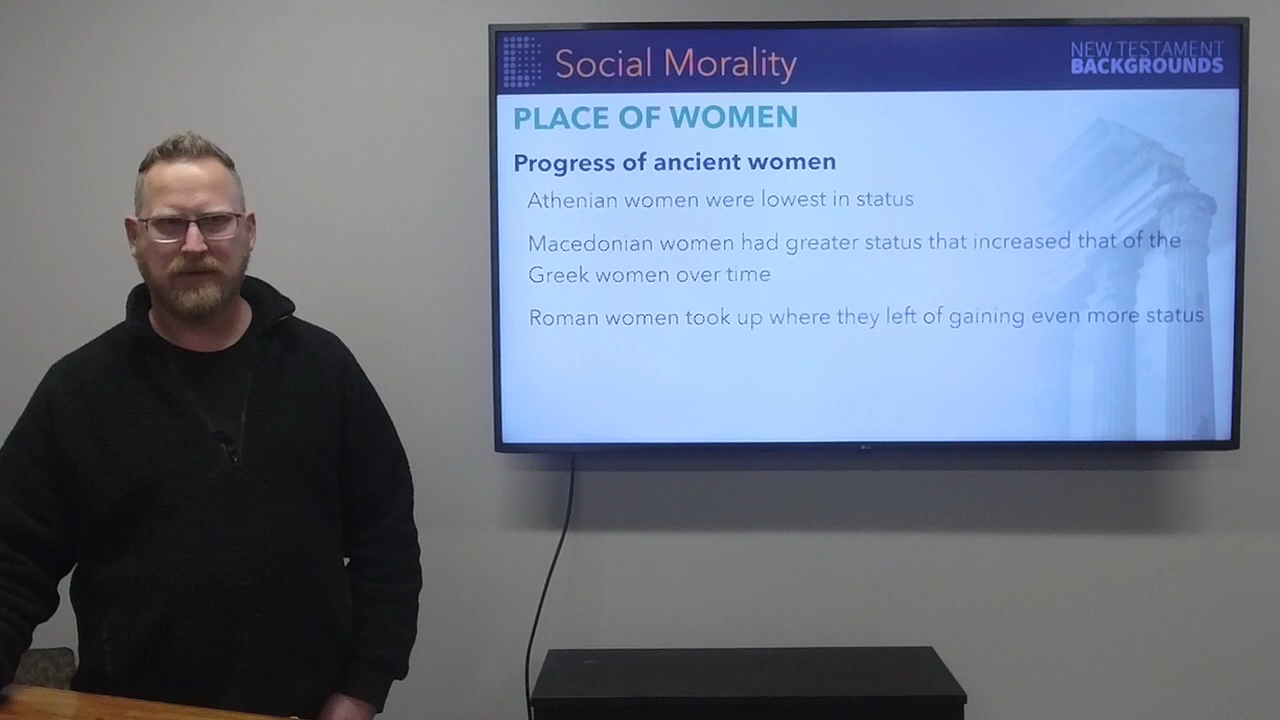 Social Morality
NEW TESTAMENT
BACKGROUNDS
PLACE OF WOMEN
Progress of ancient women
Athenian women were lowest in status
Macedonian women had greater status that increased that of the
Greek women over time
Roman women took up where they left of gaining even more status